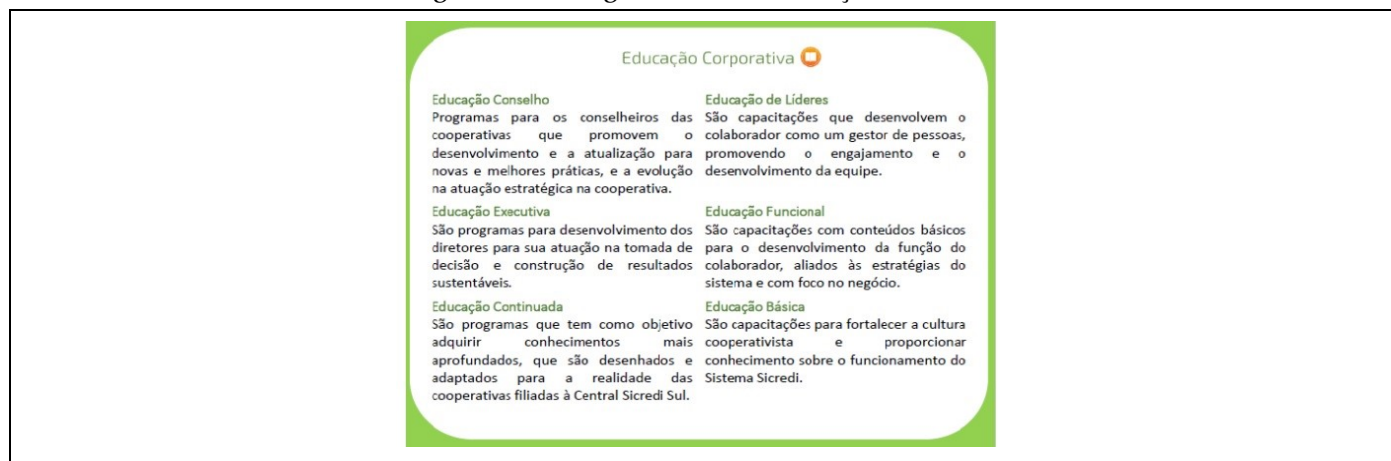 Educação Corporativa
Educação Conselho
Programas para os conselheiros das
cooperativas que promovem o
desenvolvimento e a atualização para
novas e melhores práticas, e a evolução
na atuação estratégica na cooperativa.
Educação de Líderes
São capacitações que desenvolvem o
colaborador como um gestor de pessoas,
promovendo o engajamento e o
desenvolvimento da equipe.
Educação Executiva
São programas para desenvolvimento dos
diretores para sua atuação na tomada de
decisão e construção de resultados
sustentáveis.
Educação Funcional
São capacitações com conteúdos básicos
para o desenvolvimento da função do
colaborador, aliados às estratégias do
sistema e com foco no negócio.
Educação Continuada
São programas que tem como objetivo
adquirir conhecimentos mais
aprofundados, que são desenhados e
adaptados para a realidade das
cooperativas filiadas à Central Sicredi Sul.
Educação Básica
São capacitações para fortalecer a cultura
cooperativista e proporcionar
conhecimento sobre o funcionamento do
Sistema Sicredi.